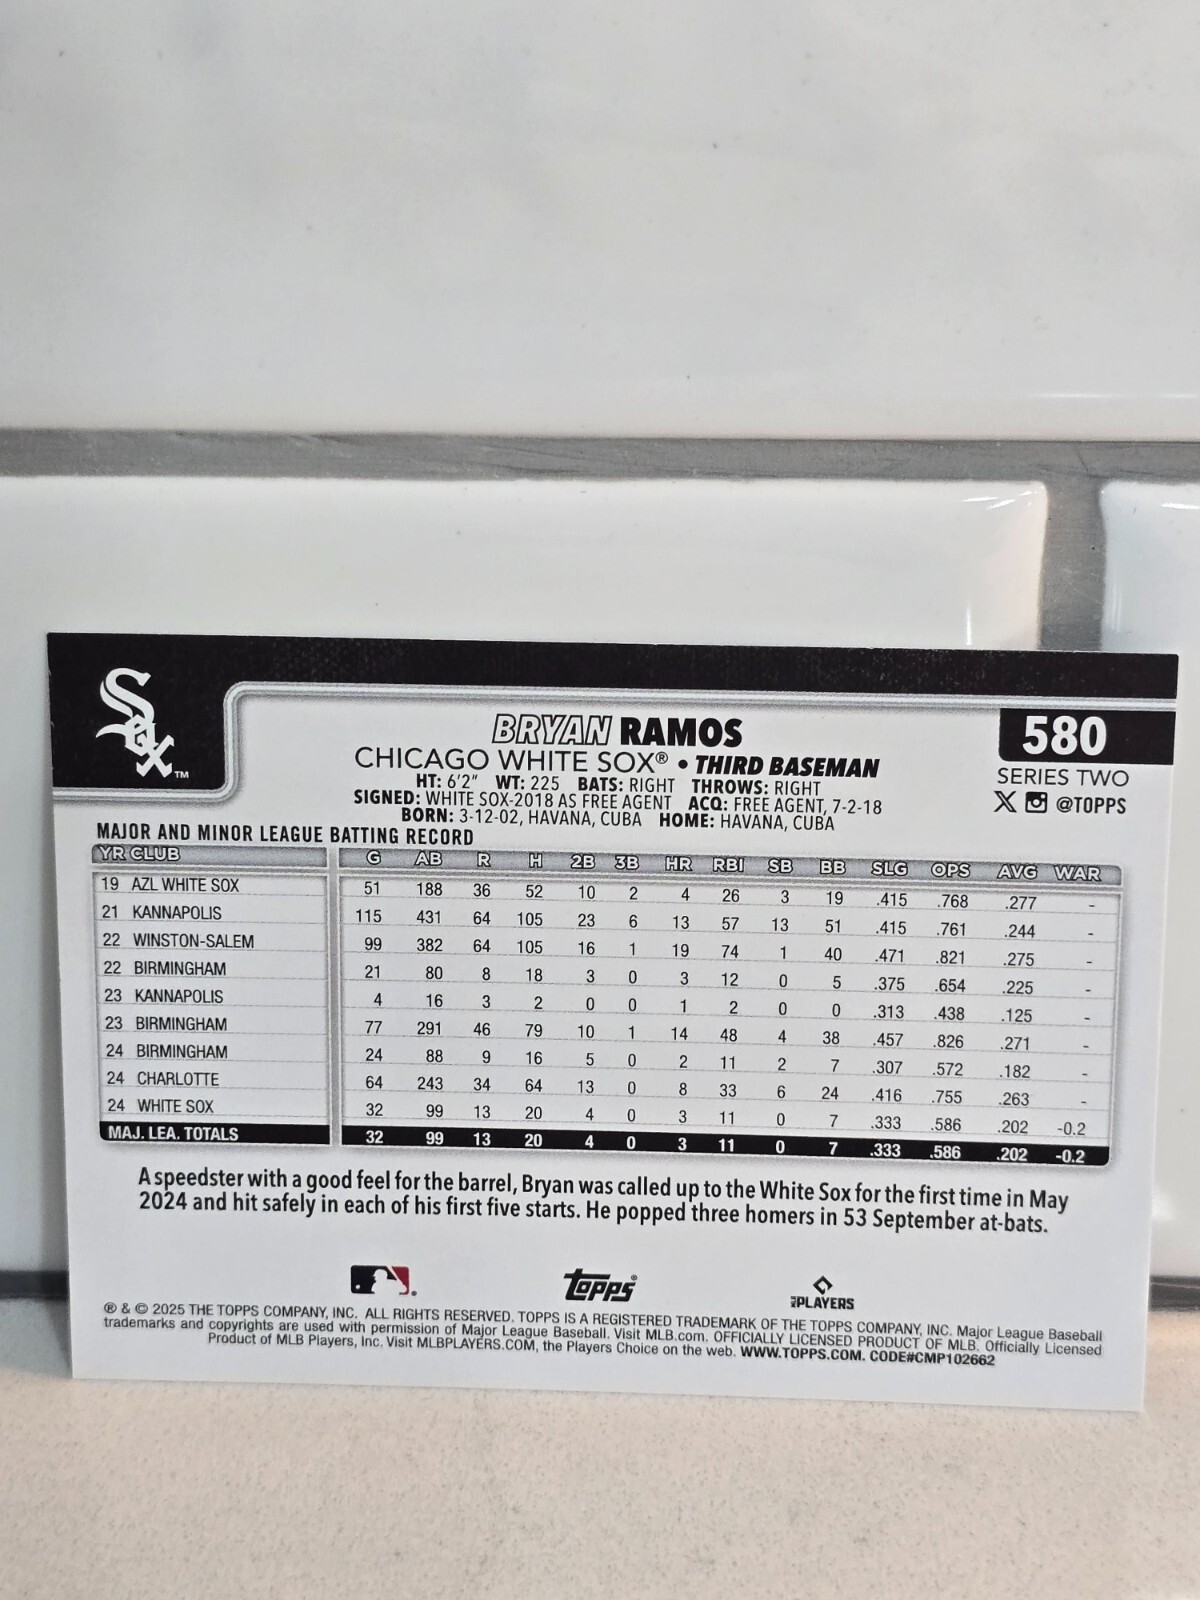 Sox TM
BRYAN RAMOS
580
CHICAGO WHITE SOX® • THIRD BASEMAN
SERIES TWO
HT: 6'2" WT: 225 BATS: RIGHT THROWS: RIGHT
X @TOPPS
SIGNED: WHITE SOX-2018 AS FREE AGENT ACQ: FREE AGENT, 7-2-18
BORN: 3-12-02, HAVANA, CUBA HOME: HAVANA, CUBA
MAJOR AND MINOR LEAGUE BATTING RECORD
YR CLUB G AB R H 2B 3B HR RBI SB BB SLG OPS AVG WAR
19 AZL WHITE SOX 51 188 36 52 10 2 4 26 3 19 .415 .768 .277 -
21 KANNAPOLIS 115 431 64 105 23 6 13 57 13 51 .415 .761 .244 -
22 WINSTON-SALEM 99 382 64 105 16 1 19 74 1 40 .471 .821 .275 -
22 BIRMINGHAM 21 80 8 18 3 0 3 12 0 5 .375 .654 .225 -
23 KANNAPOLIS 4 16 3 2 0 0 1 2 0 0 .313 .438 .125 -
23 BIRMINGHAM 77 291 46 79 10 1 14 48 4 38 .457 .826 .271 -
24 BIRMINGHAM 24 88 9 16 5 0 2 11 2 7 .307 .572 .182 -
24 CHARLOTTE 64 243 34 64 13 0 8 33 6 24 .416 .755 .263 -
24 WHITE SOX 32 99 13 20 4 0 3 11 0 7 .333 .586 .202 -0.2
MAJ. LEA. TOTALS 32 99 13 20 4 0 3 11 0 7 .333 .586 .202 -0.2
A speedster with a good feel for the barrel, Bryan was called up to the White Sox for the first time in May
2024 and hit safely in each of his first five starts. He popped three homers in 53 September at-bats.
topps® MLBPLAYERS
® & © 2025 THE TOPPS COMPANY, INC. ALL RIGHTS RESERVED. TOPPS IS A REGISTERED TRADEMARK OF THE TOPPS COMPANY, INC. Major League Baseball
trademarks and copyrights are used with permission of Major League Baseball. Visit MLB.com. OFFICIALLY LICENSED PRODUCT OF MLB. Officially Licensed
Product of MLB Players, Inc. Visit MLBPLAYERS.COM, the Players Choice on the web. WWW.TOPPS.COM. CODE#CMP102662